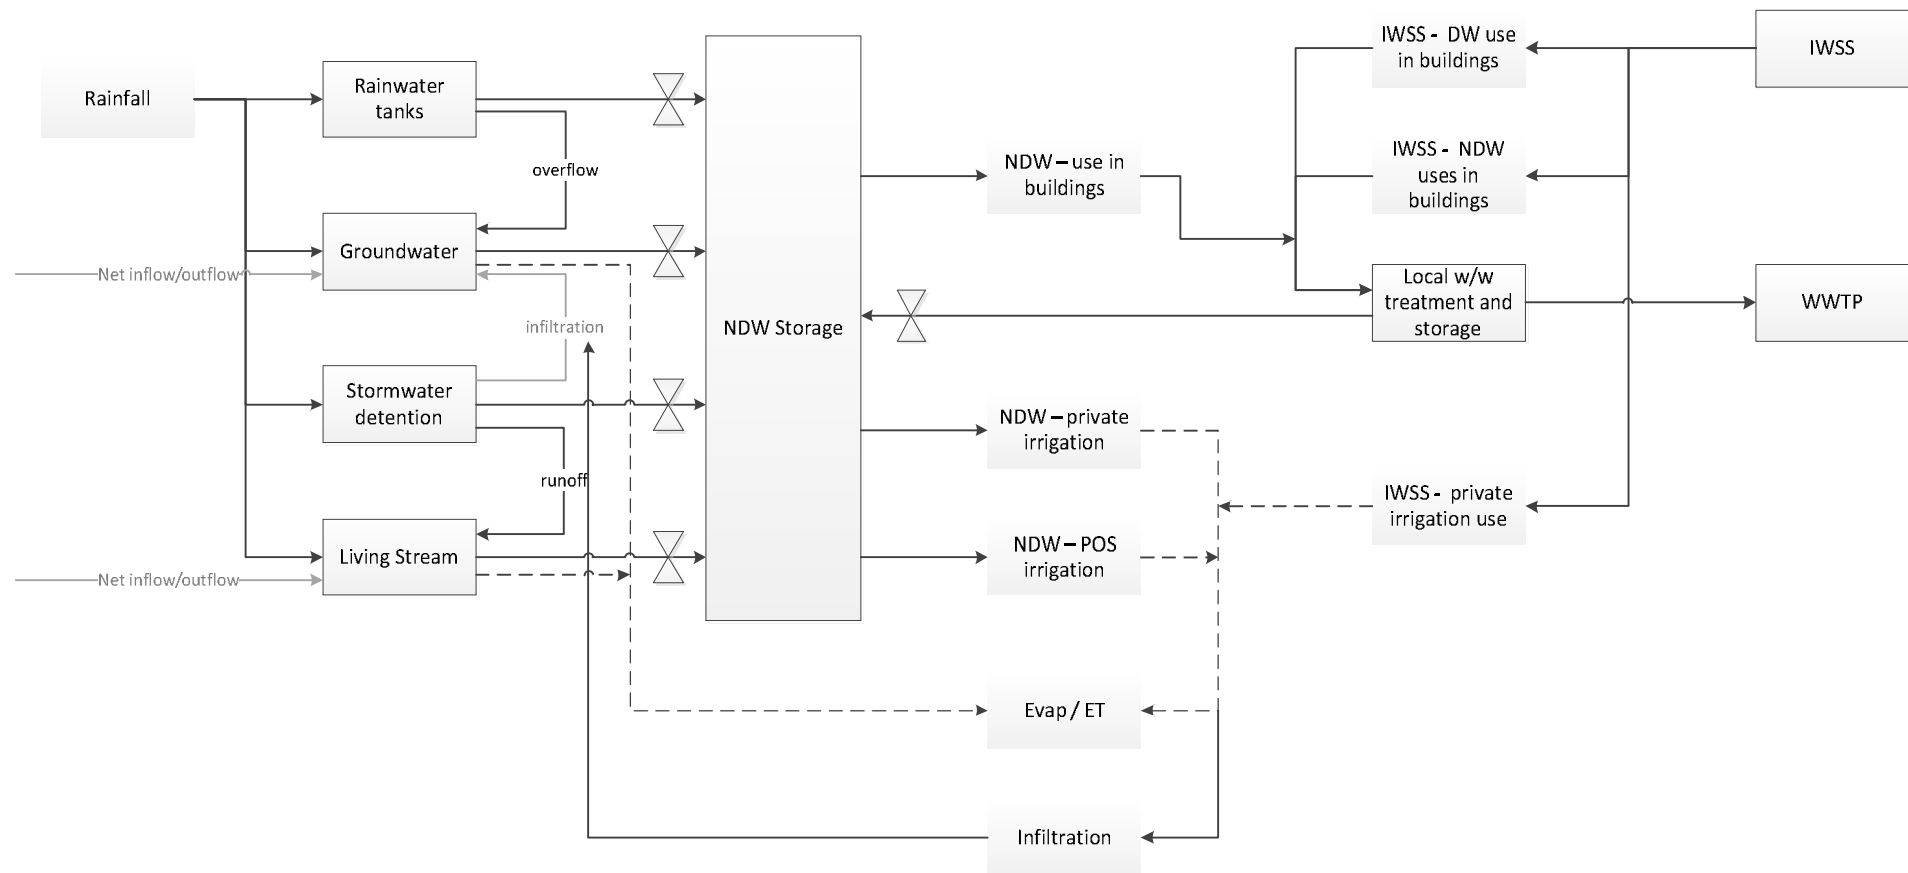 Rainfall
Rainwater
tanks
overflow
Groundwater
Net inflow/outflow
infiltration
Stormwater
detention
runoff
Living Stream
Net inflow/outflow
NDW Storage
NDW – use in
buildings
NDW – private
irrigation
NDW – POS
irrigation
Evap / ET
Infiltration
IWSS - DW use
in buildings
IWSS - NDW
uses in
buildings
Local w/w
treatment and
storage
IWSS - private
irrigation use
IWSS
WWTP